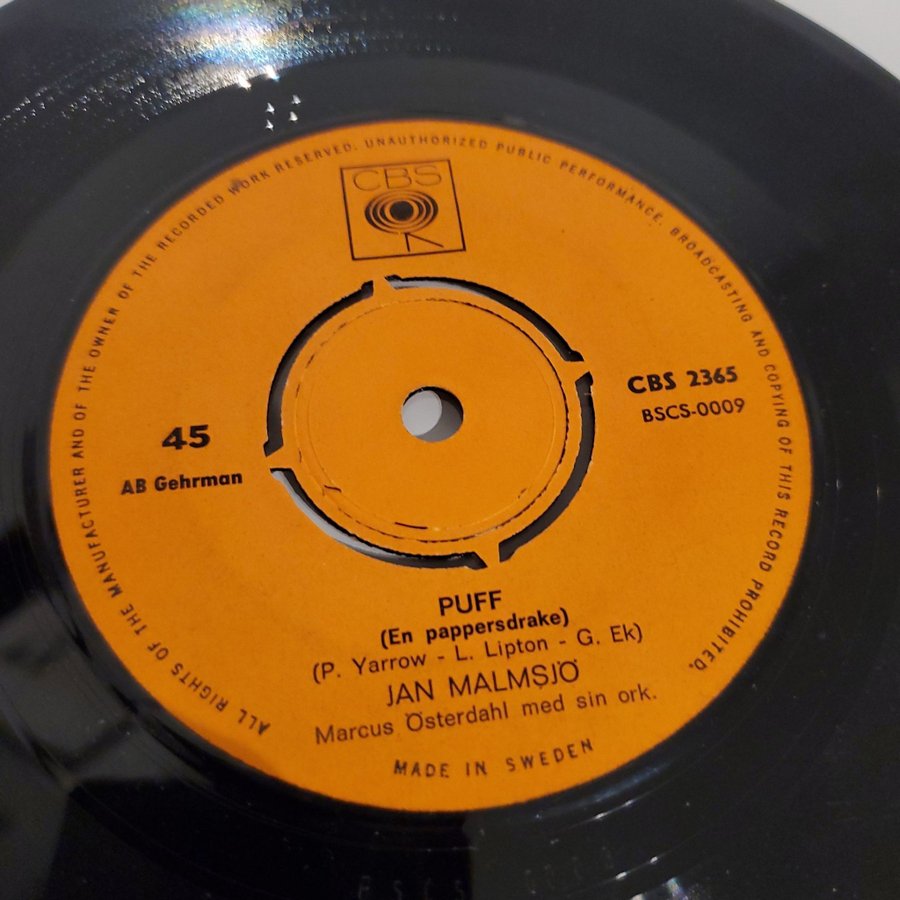 ALL RIGHTS OF THE MANUFACTURER AND OF THE OWNER OF THE RECORDED WORK RESERVED. UNAUTHORIZED PUBLIC PERFORMANCE. BROADCASTING AND COPYING OF THIS RECORD PROHIBITED.
CBS
CBS 2365
BSCS-0009
45
AB Gehrman
PUFF
(En pappersdrake)
(P. Yarrow - L. Lipton - G. Ek)
JAN MALMSJÖ
Marcus Österdahl med sin ork.
MADE IN SWEDEN
BSCS